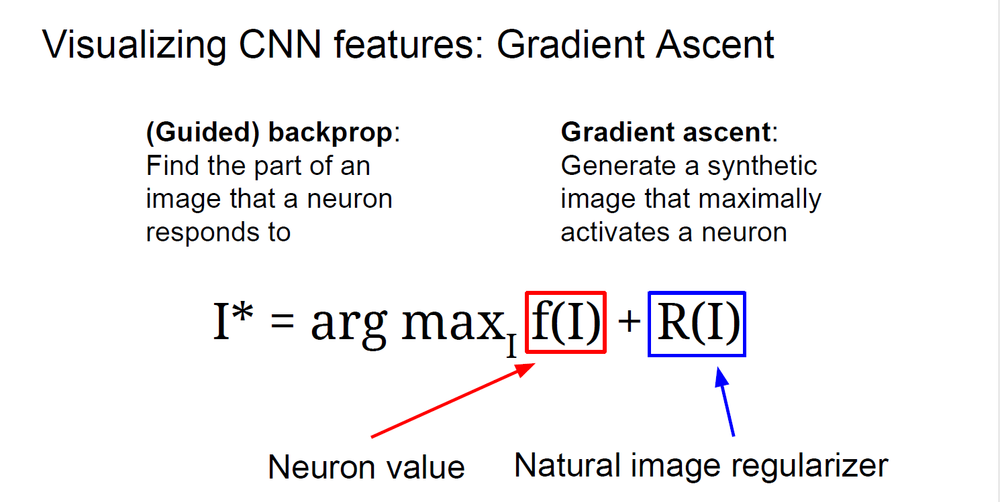 Visualizing CNN features: Gradient Ascent
(Guided) backprop:
Find the part of an
image that a neuron
responds to
Gradient ascent:
Generate a synthetic
image that maximally
activates a neuron
I* = arg max_I f(I) + R(I)
Neuron value
Natural image regularizer